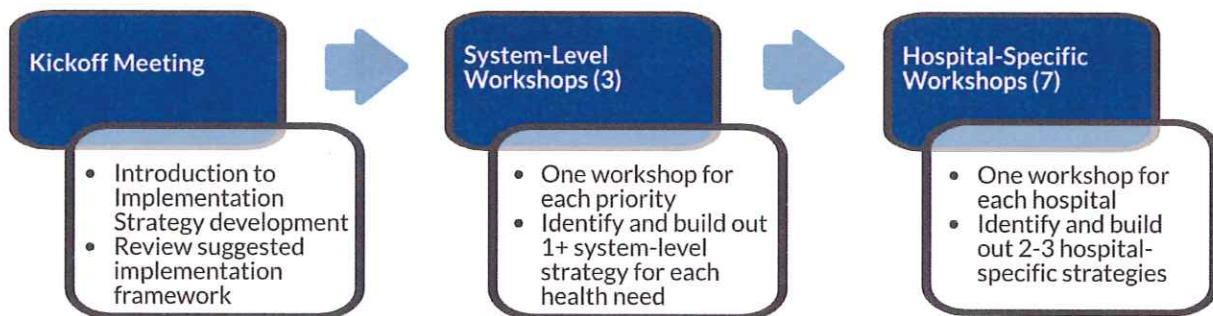 Kickoff Meeting
• Introduction to
Implementation
Strategy development
• Review suggested
implementation
framework
System-Level
Workshops (3)
• One workshop for
each priority
• Identify and build out
1+ system-level
strategy for each
health need
Hospital-Specific
Workshops (7)
• One workshop for
each hospital
• Identify and build
out 2-3 hospital-
specific strategies